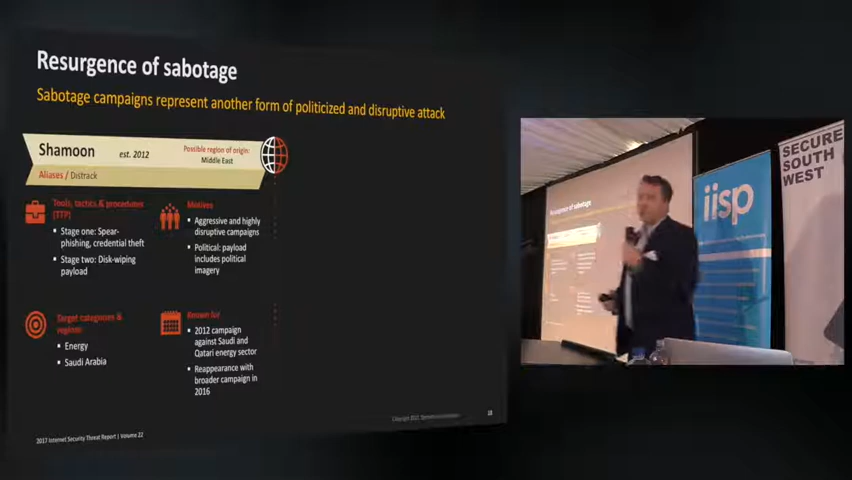 Resurgence of sabotage
Sabotage campaigns represent another form of politicized and disruptive attack
Shamoon est. 2012
Possible region of origin:
Middle East
Aliases / Distrack
Tools, tactics & procedures
(TTP)
Stage one: Spear-
phishing, credential theft
Stage two: Disk-wiping
payload
Motives
Aggressive and highly
disruptive campaigns
Political: payload
includes political
imagery
Target categories &
regions
Energy
Saudi Arabia
Known for
2012 campaign
against Saudi and
Qatari energy sector
Reappearance with
broader campaign in
2016
2017 Internet Security Threat Report | Volume 22
18
Resurgence of sabotage
iisp
SECURE
SOUTH
WEST